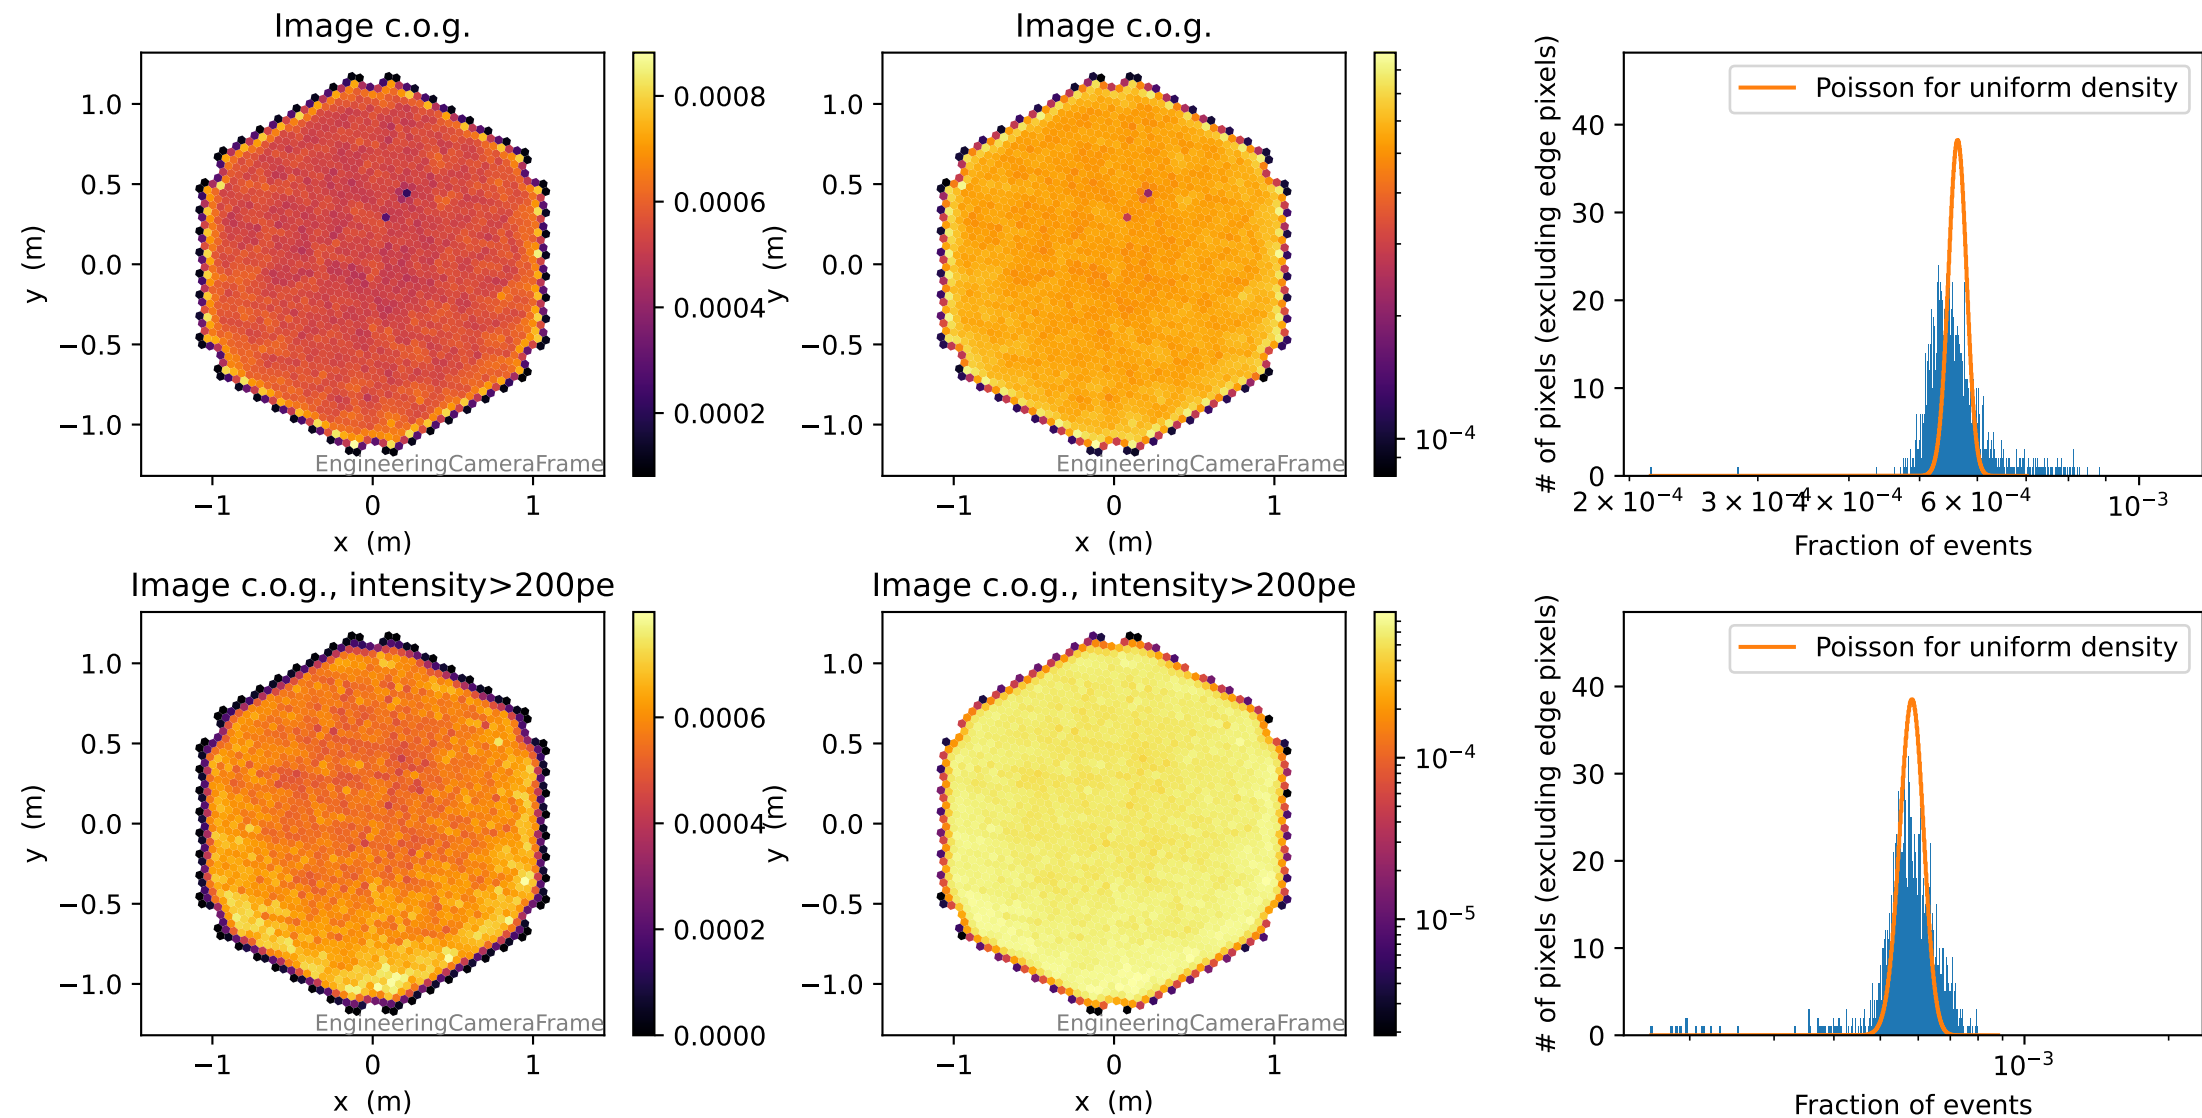 Image c.o.g.
1.0
0.5
0.0
−0.5
−1.0
y (m)
−1
0
1
x (m)
EngineeringCameraFrame
0.0008
0.0006
0.0004
0.0002
Image c.o.g.
1.0
0.5
0.0
−0.5
−1.0
y (m)
−1
0
1
x (m)
EngineeringCameraFrame
10⁻⁴
Poisson for uniform density
# of pixels (excluding edge pixels)
40
30
20
10
0
2 × 10⁻⁴
3 × 10⁻⁴
4 × 10⁻⁴
6 × 10⁻⁴
10⁻³
Fraction of events
Image c.o.g., intensity>200pe
1.0
0.5
0.0
−0.5
−1.0
y (m)
−1
0
1
x (m)
EngineeringCameraFrame
0.0006
0.0004
0.0002
0.0000
Image c.o.g., intensity>200pe
1.0
0.5
0.0
−0.5
−1.0
y (m)
−1
0
1
x (m)
EngineeringCameraFrame
10⁻⁴
10⁻⁵
Poisson for uniform density
# of pixels (excluding edge pixels)
40
30
20
10
0
10⁻³
Fraction of events